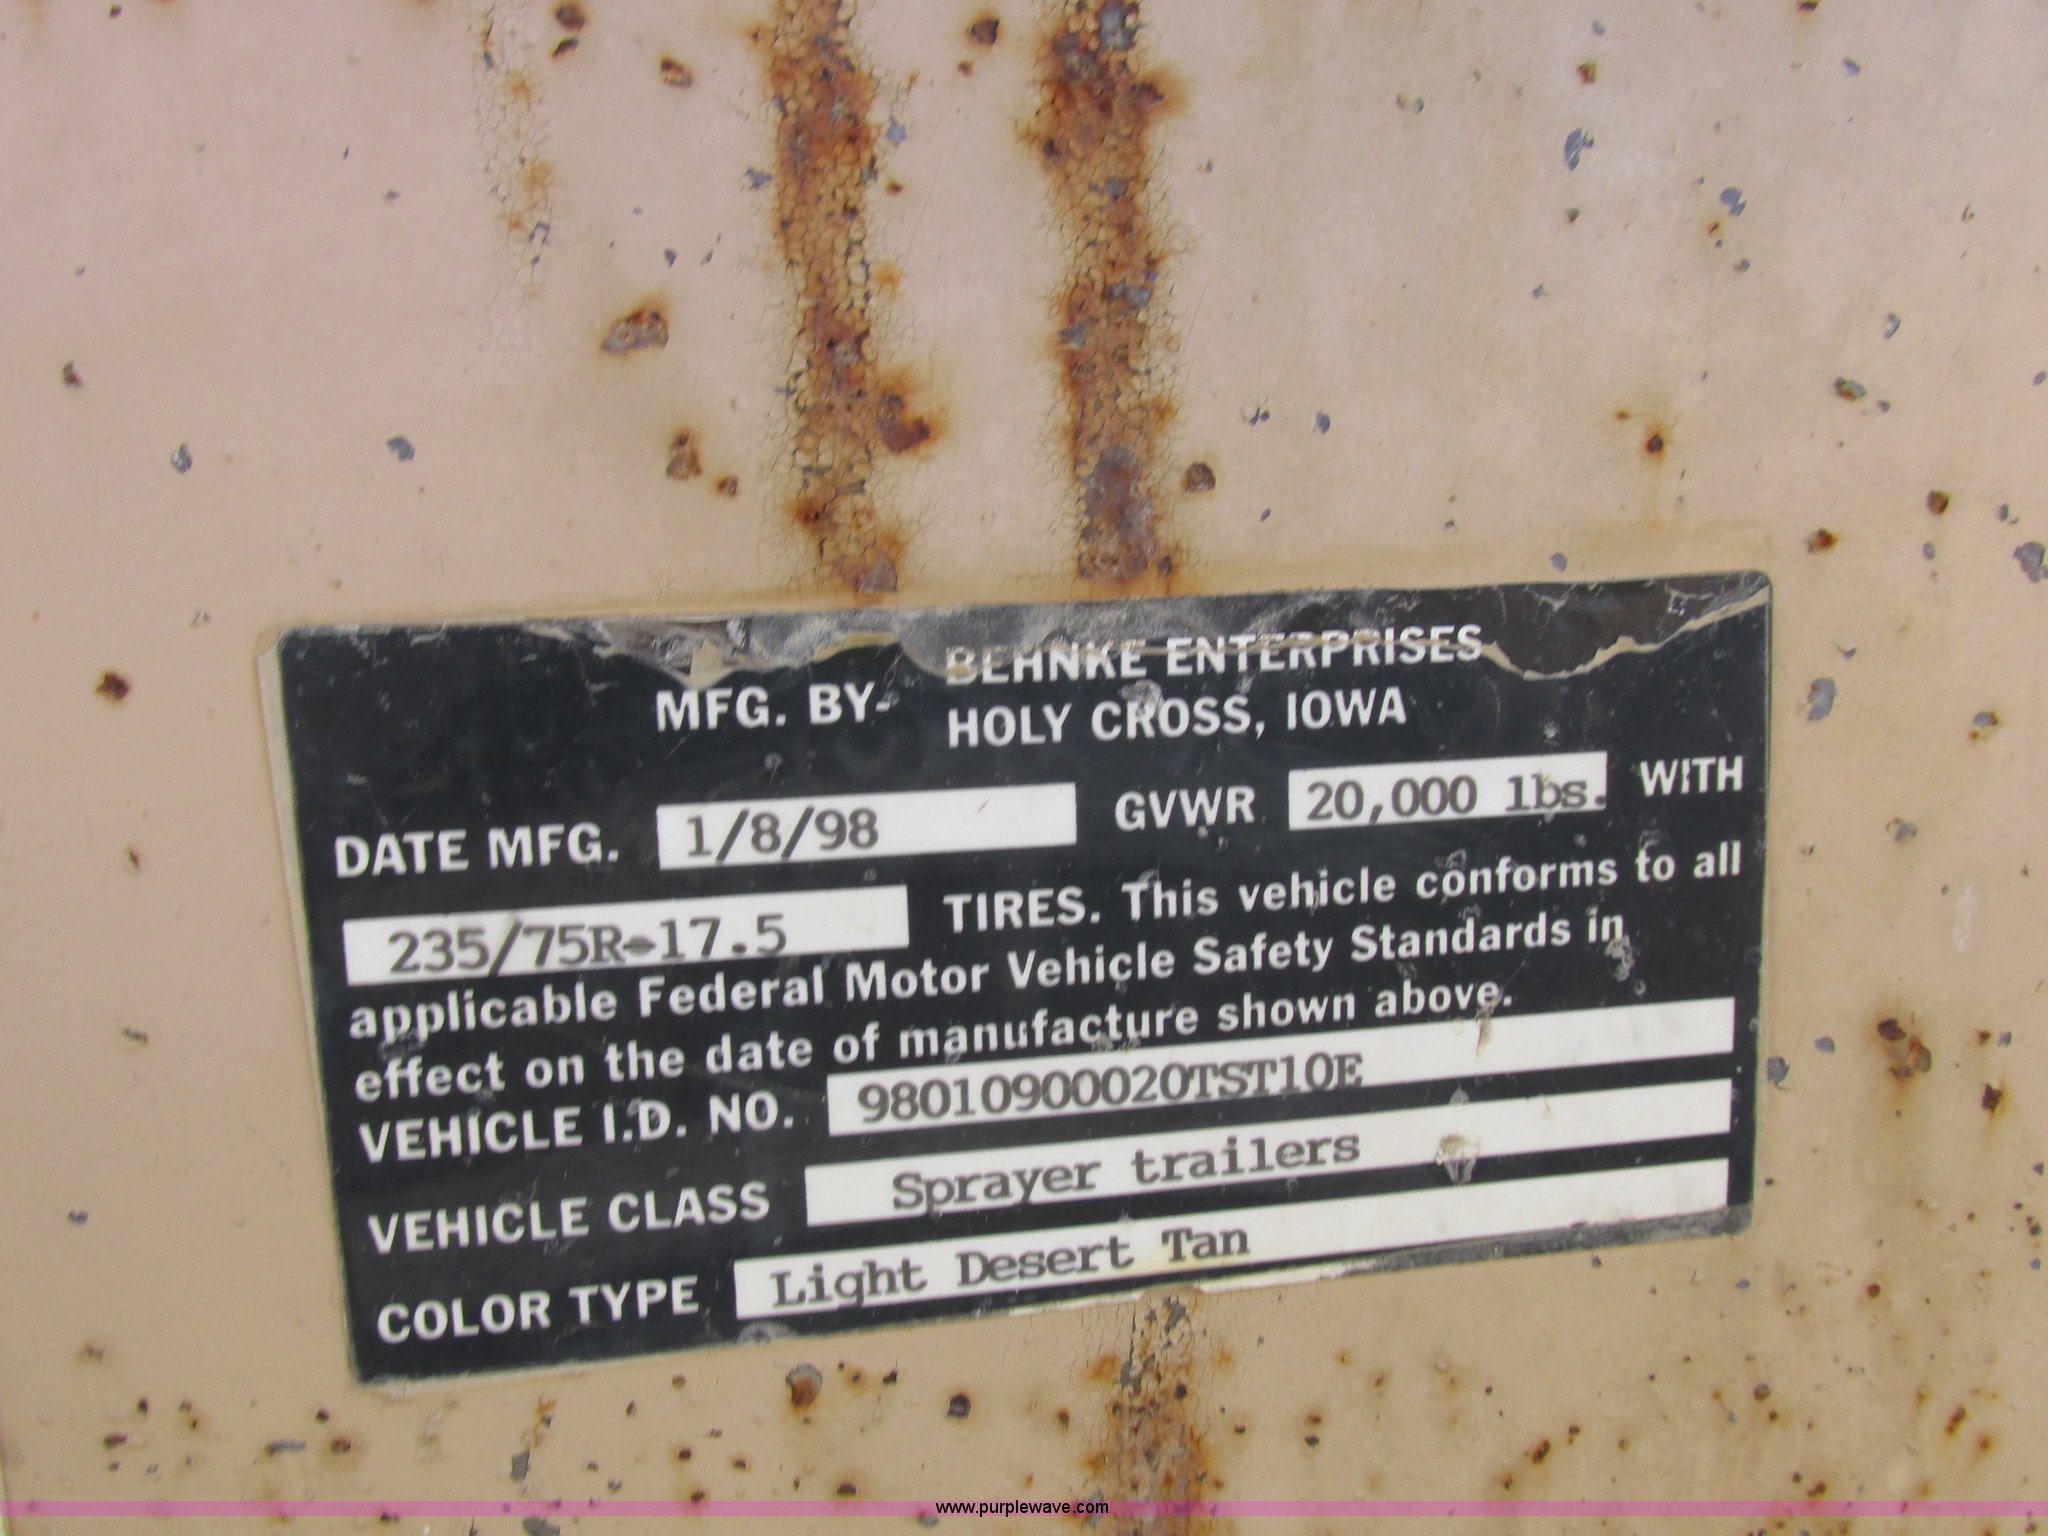 BEHNKE ENTERPRISES
MFG. BY- HOLY CROSS, IOWA
DATE MFG. 1/8/98 GVWR 20,000 lbs. WITH
235/75R-17.5 TIRES. This vehicle conforms to all
applicable Federal Motor Vehicle Safety Standards in
effect on the date of manufacture shown above.
VEHICLE I.D. NO. 98010900020TST10E
VEHICLE CLASS Sprayer trailers
COLOR TYPE Light Desert Tan
www.purplewave.com